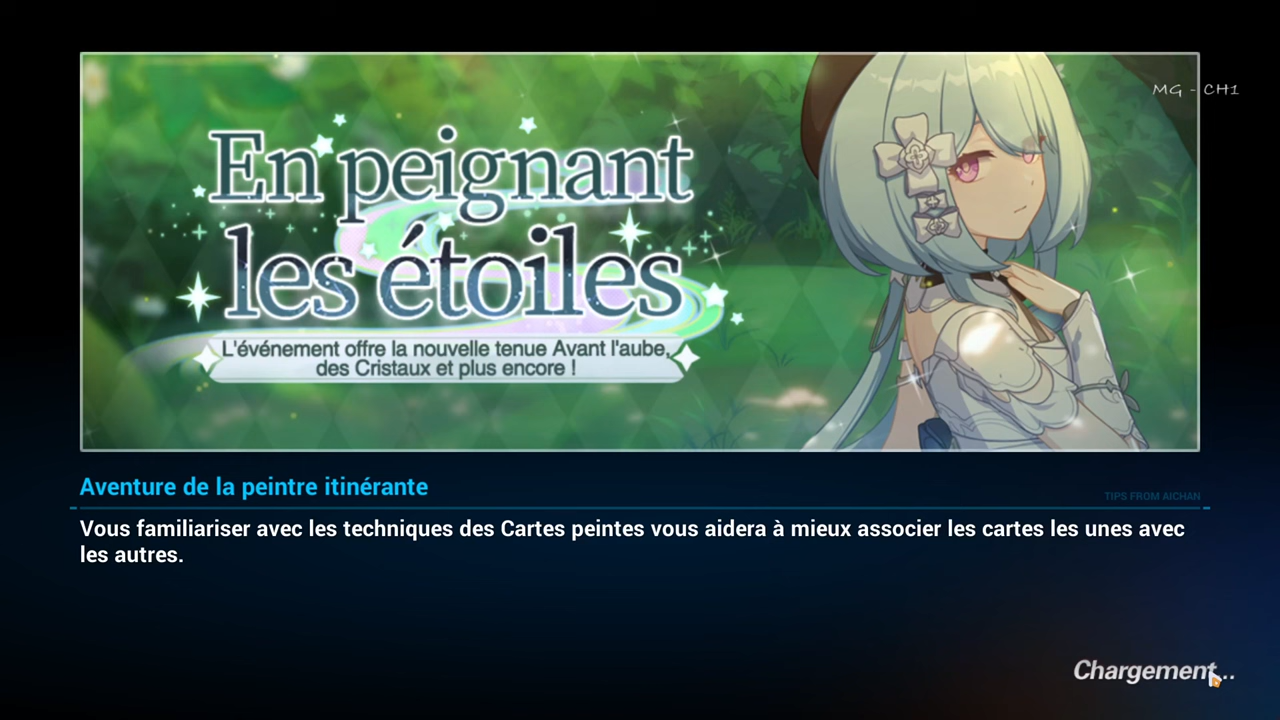 MG - CH1
En peignant
les étoiles
L'événement offre la nouvelle tenue Avant l'aube,
des Cristaux et plus encore !
Aventure de la peintre itinérante
TIPS FROM AICHAN
Vous familiariser avec les techniques des Cartes peintes vous aidera à mieux associer les cartes les unes avec
les autres.
Chargement...